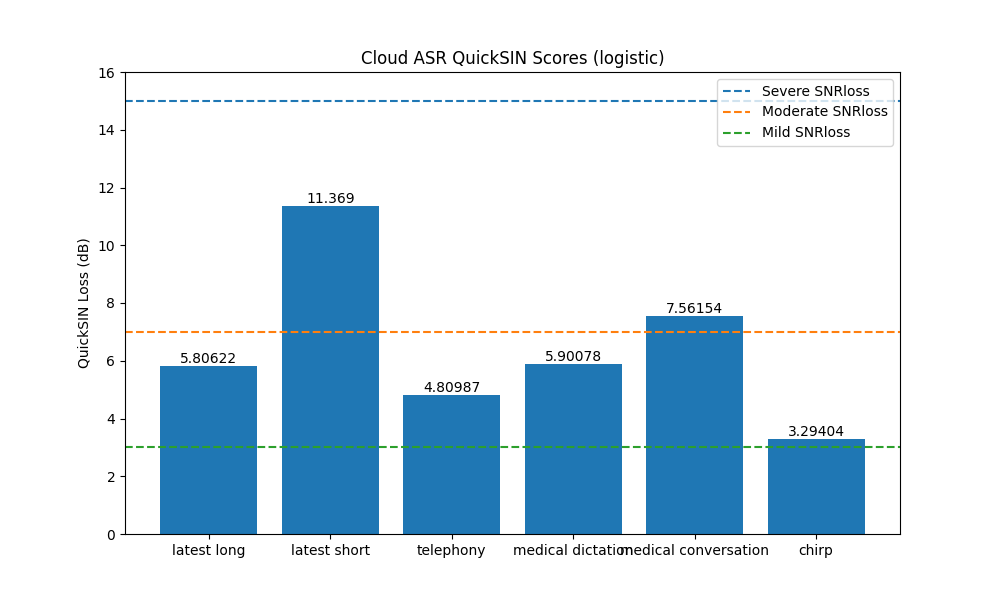 Cloud ASR QuickSIN Scores (logistic)
QuickSIN Loss (dB)
16
14
12
10
8
6
4
2
0
Severe SNRloss
Moderate SNRloss
Mild SNRloss
5.80622
11.369
4.80987
5.90078
7.56154
3.29404
latest long
latest short
telephony
medical dictation
medical conversation
chirp